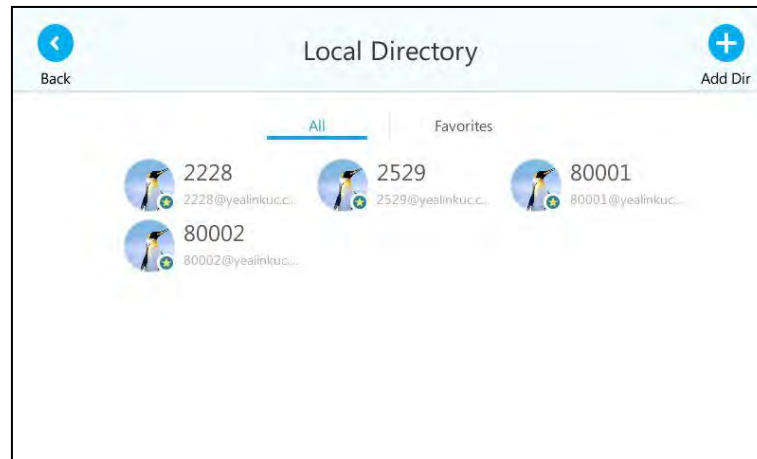 Local Directory
Back
Add Dir
All
Favorites
2228
2228@yealinkuc.c...
2529
2529@yealinkuc.c...
80001
80001@yealinkuc...
80002
80002@yealinkuc....